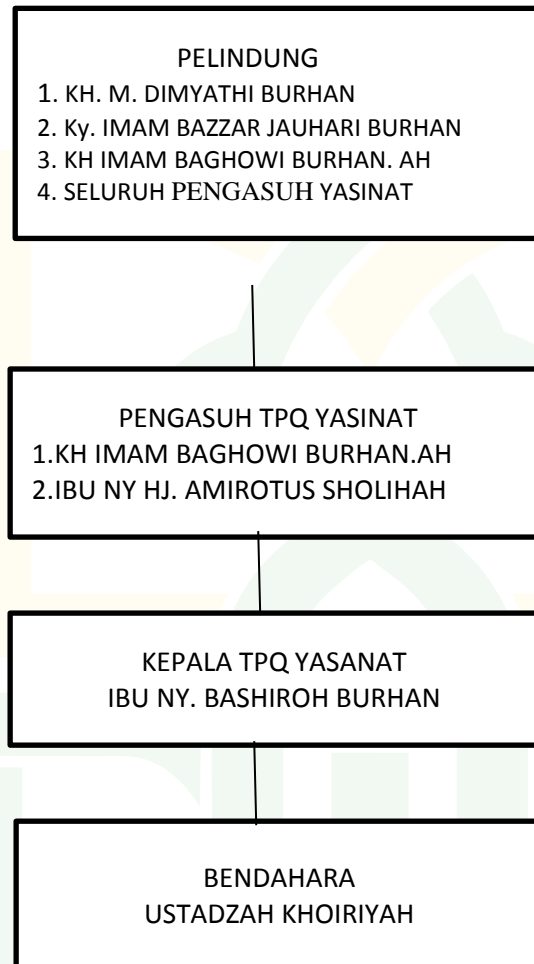 PELINDUNG
1. KH. M. DIMYATHI BURHAN
2. Ky. IMAM BAZZAR JAUHARI BURHAN
3. KH IMAM BAGHOWI BURHAN. AH
4. SELURUH PENGASUH YASINAT
PENGASUH TPQ YASINAT
1.KH IMAM BAGHOWI BURHAN.AH
2.IBU NY HJ. AMIROTUS SHOLIHAH
KEPALA TPQ YASANAT
IBU NY. BASHIROH BURHAN
BENDAHARA
USTADZAH KHOIRIYAH